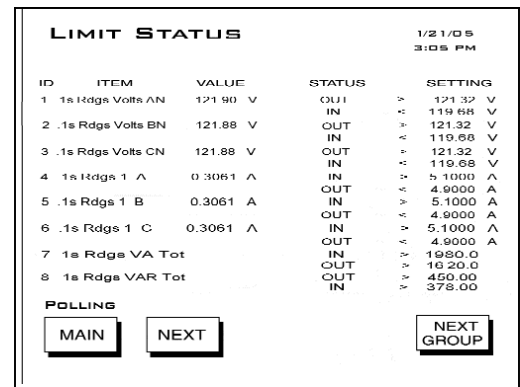 LIMIT STATUS
1/21/05
3:05 PM
ID ITEM VALUE STATUS SETTING
1 .1s Rdgs Volts AN 121.90 V OUT > 121.32 V
IN < 119.68 V
2 .1s Rdgs Volts BN 121.88 V OUT > 121.32 V
IN < 119.68 V
3 .1s Rdgs Volts CN 121.88 V OUT > 121.32 V
IN < 119.68 V
4 .1s Rdgs 1 A 0.3061 A IN > 5.1000 A
OUT < 4.9000 A
5 .1s Rdgs 1 B 0.3061 A IN > 5.1000 A
OUT < 4.9000 A
6 .1s Rdgs 1 C 0.3061 A IN > 5.1000 A
OUT < 4.9000 A
7 1s Rdgs VA Tot IN > 1980.0
OUT > 1620.0
8 1s Rdgs VAR Tot OUT > 450.00
IN > 378.00
POLLING
MAIN NEXT NEXT GROUP